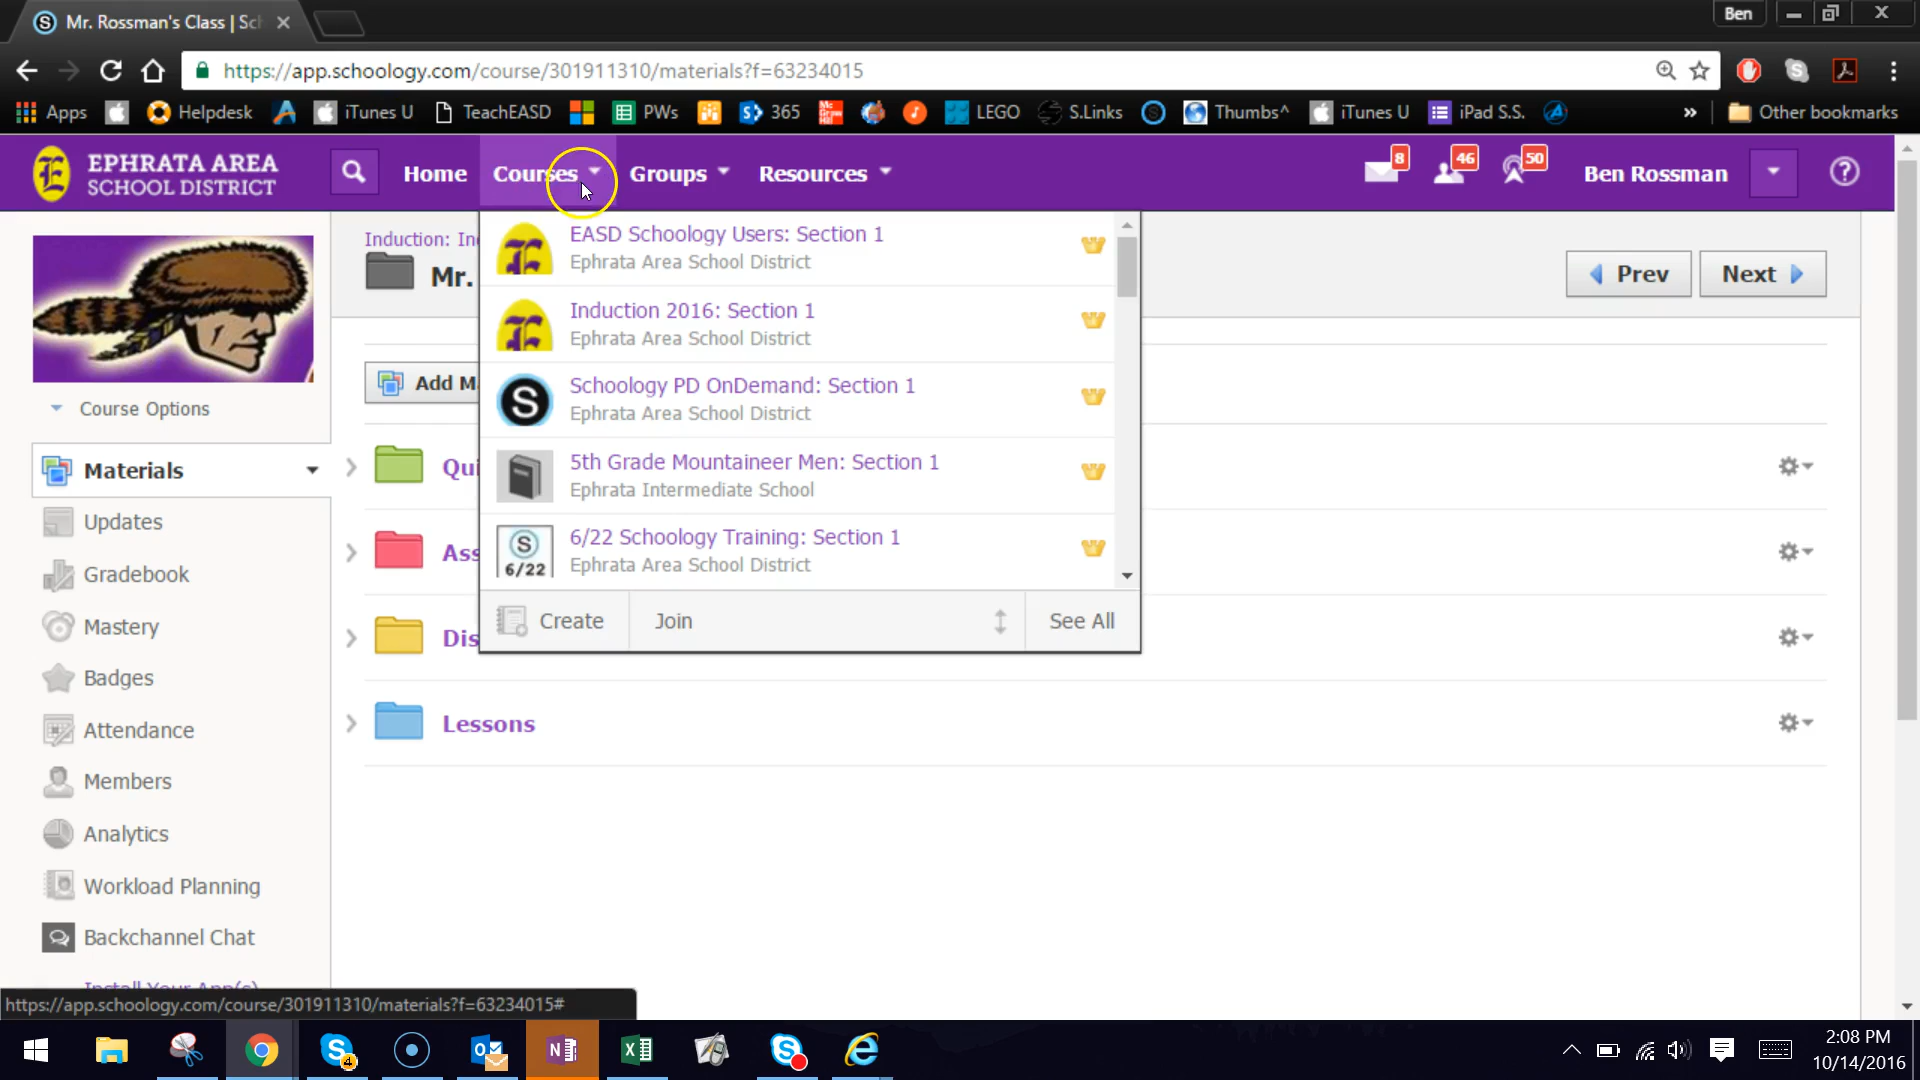 Mr. Rossman's Class | Sc
Ben
https://app.schoology.com/course/301911310/materials?f=63234015
Apps
Helpdesk
iTunes U
TeachEASD
PWs
365
LEGO
S.Links
Thumbs^
iTunes U
iPad S.S.
»
Other bookmarks
EPHRATA AREA
SCHOOL DISTRICT
Home
Courses
Groups
Resources
8
46
50
Ben Rossman
Induction: In
Mr.
Prev
Next
Course Options
Add M
Materials
Updates
Gradebook
Mastery
Badges
Attendance
Members
Analytics
Workload Planning
Backchannel Chat
EASD Schoology Users: Section 1
Ephrata Area School District
Induction 2016: Section 1
Ephrata Area School District
Schoology PD OnDemand: Section 1
Ephrata Area School District
5th Grade Mountaineer Men: Section 1
Ephrata Intermediate School
6/22
6/22 Schoology Training: Section 1
Ephrata Area School District
Create
Join
See All
Qui
Ass
Dis
Lessons
Install Your App(s)
https://app.schoology.com/course/301911310/materials?f=63234015#
4
2:08 PM
10/14/2016